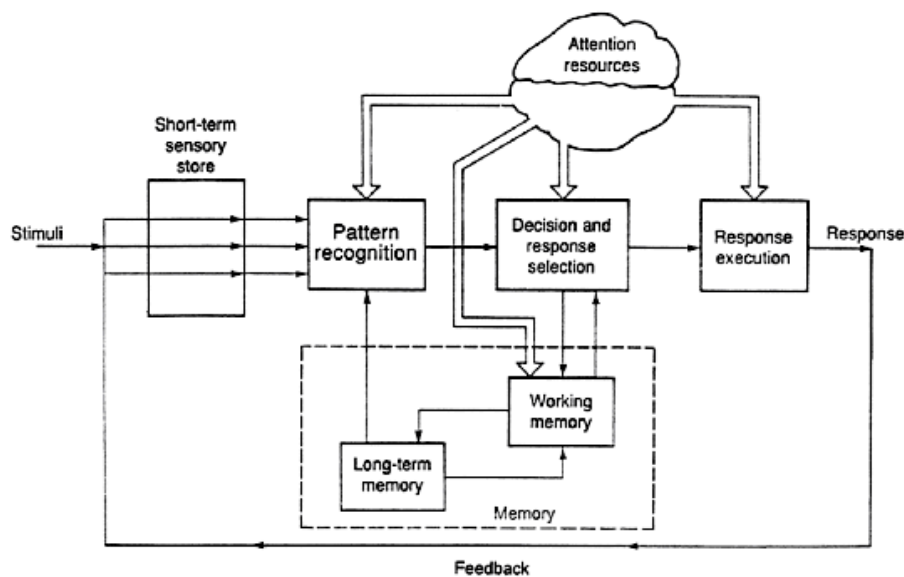 Attention
resources
Short-term
sensory
store
Stimuli
Pattern
recognition
Decision and
response
selection
Response
execution
Response
Working
memory
Long-term
memory
Memory
Feedback